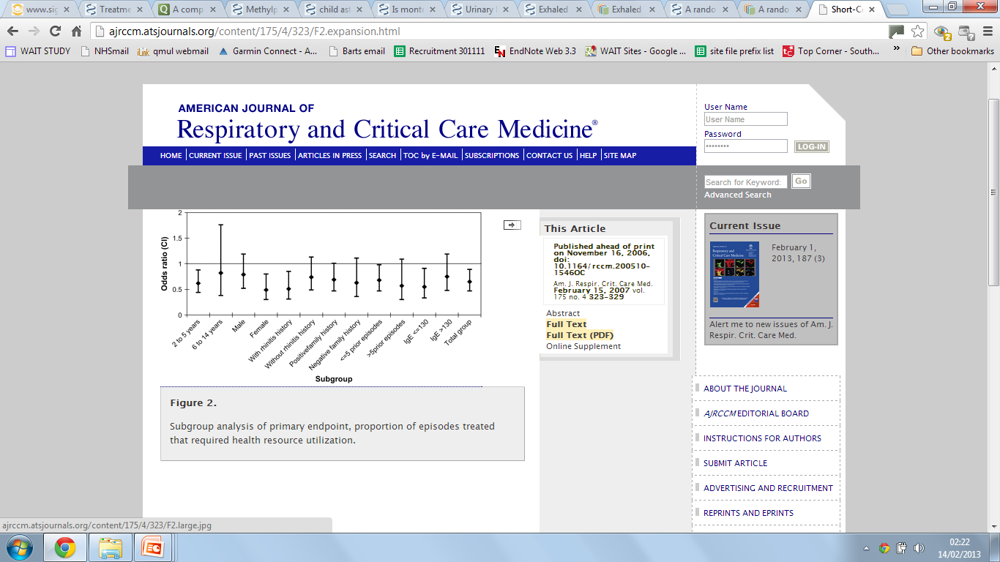 www.sig
Treatme
A comp
Methylp
child ast
Is monte
Urinary
Exhaled
Exhaled
A rando
A rando
Short-C
ajrccm.atsjournals.org/content/175/4/323/F2.expansion.html
2
?
WAIT STUDY
NHSmail
qmul webmail
Garmin Connect - A...
Barts email
Recruitment 301111
EndNote Web 3.3
WAIT Sites - Google ...
site file prefix list
Top Corner - South...
»
Other bookmarks
AMERICAN JOURNAL OF
Respiratory and Critical Care Medicine®
User Name
User Name
Password
••••••••
LOG-IN
HOME
CURRENT ISSUE
PAST ISSUES
ARTICLES IN PRESS
SEARCH
TOC by E-MAIL
SUBSCRIPTIONS
CONTACT US
HELP
SITE MAP
Search for Keyword:
Go
Advanced Search
Odds ratio (CI)
2
1.5
1
0.5
0
2 to 5 years
6 to 14 years
Male
Female
With rhinitis history
Without rhinitis history
Positivefamily history
Negative family history
<=5 prior episodes
>5prior episodes
IgE <=130
IgE >130
Total group
Subgroup
Figure 2.
Subgroup analysis of primary endpoint, proportion of episodes treated
that required health resource utilization.
This Article
Published ahead of print
on November 16, 2006,
doi:
10.1164/rccm.200510-
1546OC
Am. J. Respir. Crit. Care Med.
February 15, 2007 vol.
175 no. 4 323-329
Abstract
Full Text
Full Text (PDF)
Online Supplement
Current Issue
February 1,
2013, 187 (3)
Alert me to new issues of Am. J.
Respir. Crit. Care Med.
ABOUT THE JOURNAL
AJRCCM EDITORIAL BOARD
INSTRUCTIONS FOR AUTHORS
SUBMIT ARTICLE
ADVERTISING AND RECRUITMENT
REPRINTS AND EPRINTS
ajrccm.atsjournals.org/content/175/4/323/F2.large.jpg
02:22
14/02/2013